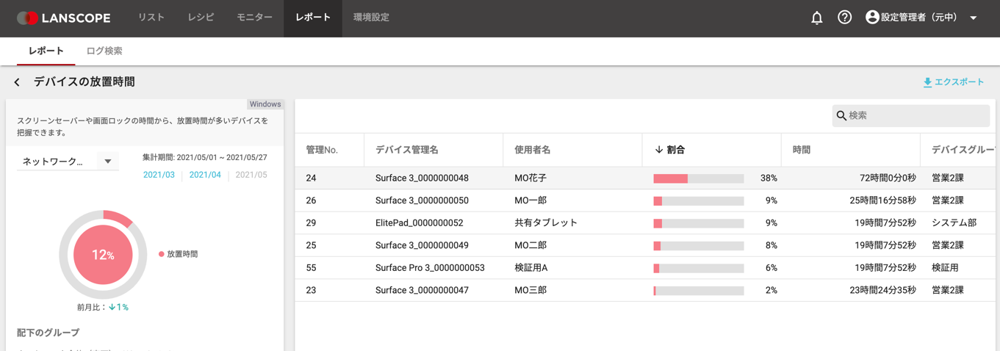 LANSCOPE リスト レシピ モニター レポート 環境設定 設定管理者（元中）
レポート ログ検索
デバイスの放置時間 エクスポート
Windows
スクリーンセーバーや画面ロックの時間から、放置時間が多いデバイスを
把握できます。
ネットワーク...
集計期間: 2021/05/01 ~ 2021/05/27
2021/03 2021/04 2021/05
12%
放置時間
前月比：↓1%
配下のグループ
検索
管理No. デバイス管理名 使用者名 ↓ 割合 時間 デバイスグルー
24 Surface 3_0000000048 MO花子 38% 72時間0分0秒 営業2課
26 Surface 3_0000000050 MO一郎 9% 25時間16分58秒 営業2課
29 ElitePad_0000000052 共有タブレット 9% 19時間7分52秒 システム部
25 Surface 3_0000000049 MO二郎 8% 19時間7分52秒 営業2課
55 Surface Pro 3_0000000053 検証用A 6% 19時間7分52秒 検証用
23 Surface 3_0000000047 MO三郎 2% 23時間24分35秒 営業2課